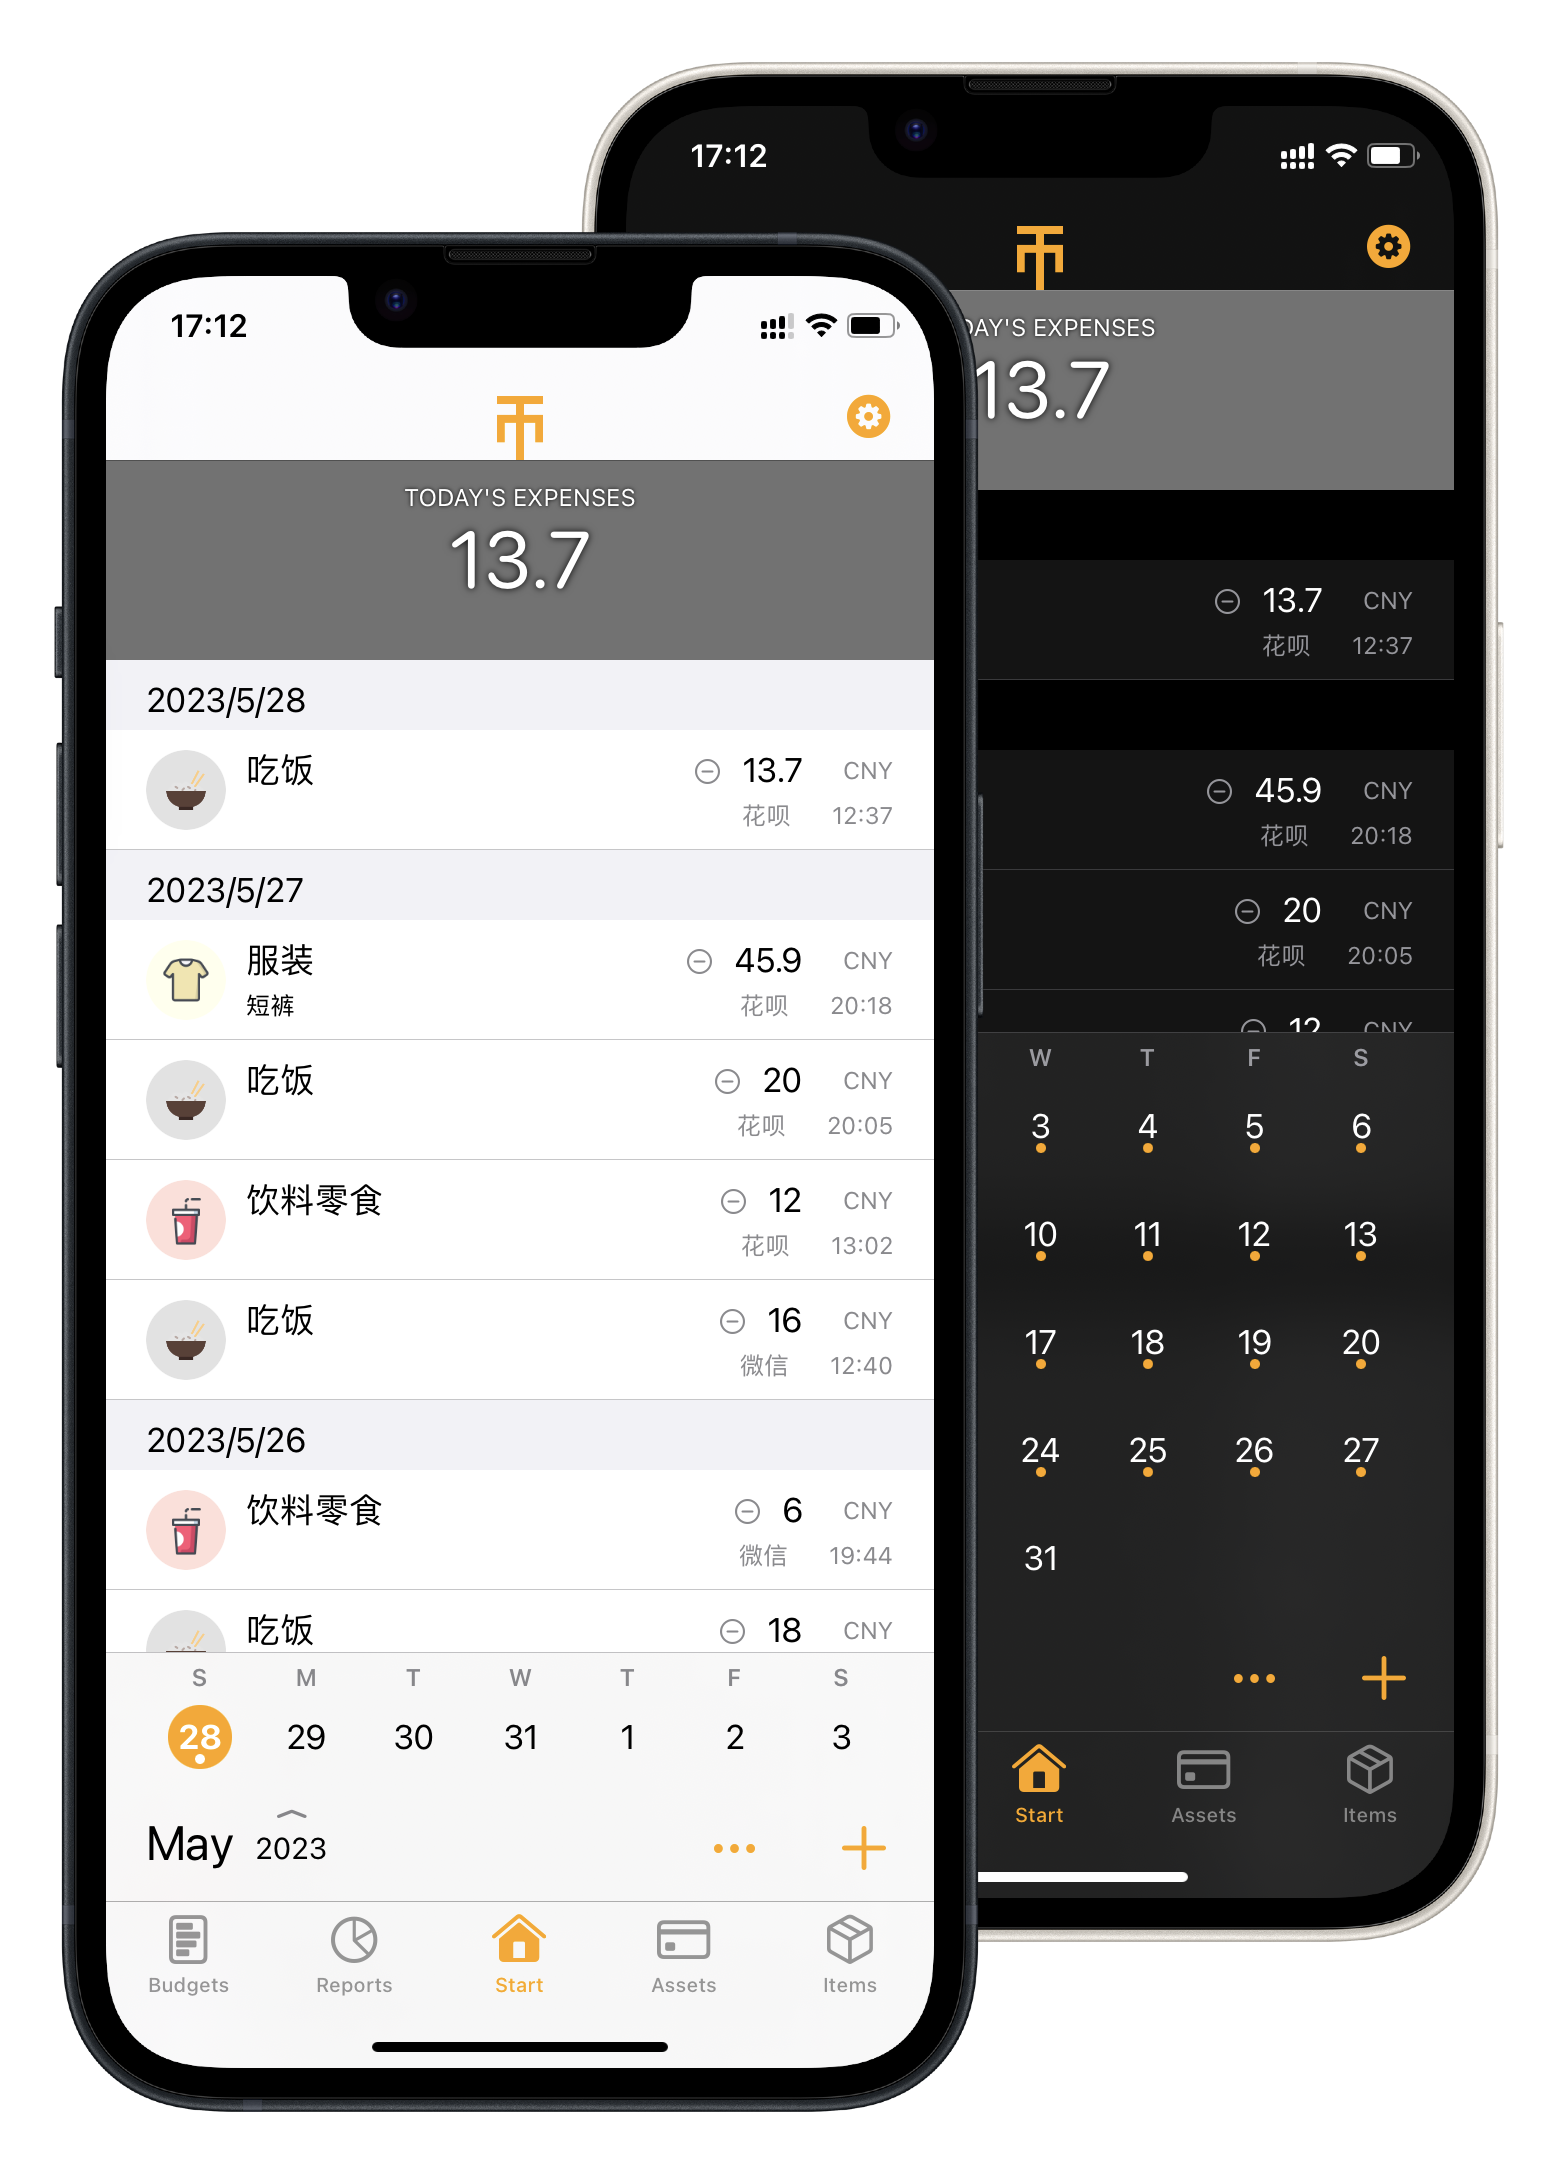 17:12
TODAY'S EXPENSES
13.7
2023/5/28
吃饭 13.7 CNY
花呗 12:37
2023/5/27
服装 45.9 CNY
短裤 花呗 20:18
吃饭 20 CNY
花呗 20:05
饮料零食 12 CNY
花呗 13:02
吃饭 16 CNY
微信 12:40
2023/5/26
饮料零食 6 CNY
微信 19:44
吃饭 18 CNY
S M T W T F S
28 29 30 31 1 2 3
May 2023
Budgets Reports Start Assets Items
17:12
DAY'S EXPENSES
13.7
13.7 CNY
花呗 12:37
45.9 CNY
花呗 20:18
20 CNY
花呗 20:05
12 CNY
W T F S
3 4 5 6
10 11 12 13
17 18 19 20
24 25 26 27
31
Start Assets Items